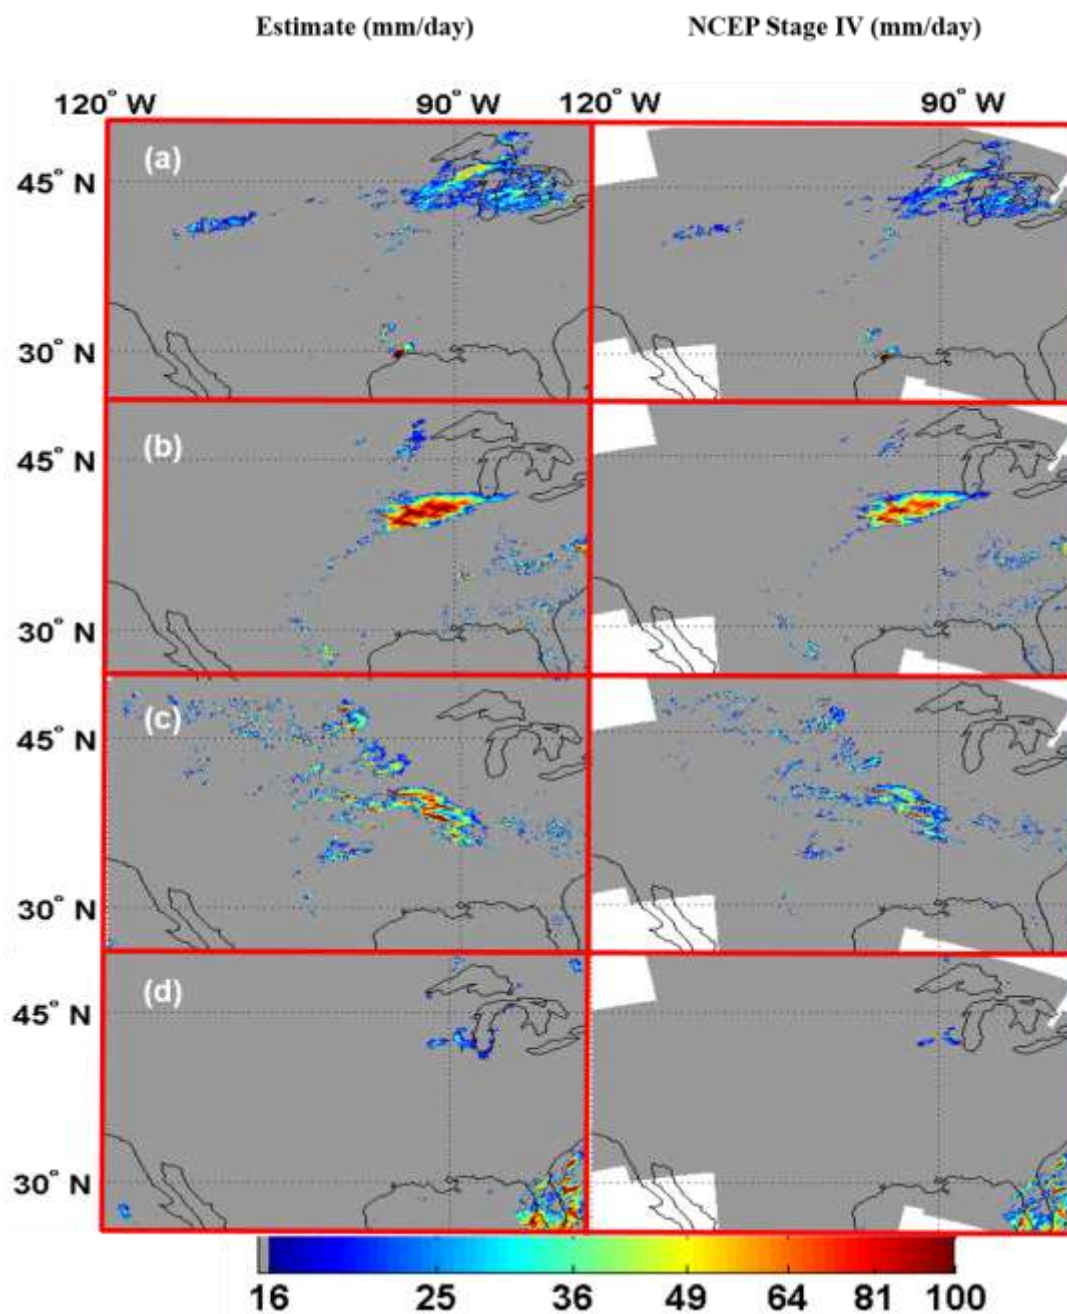 Estimate (mm/day) NCEP Stage IV (mm/day)
120° W 90° W 120° W 90° W
(a)
45° N
30° N
(b)
45° N
30° N
(c)
45° N
30° N
(d)
45° N
30° N
16 25 36 49 64 81 100